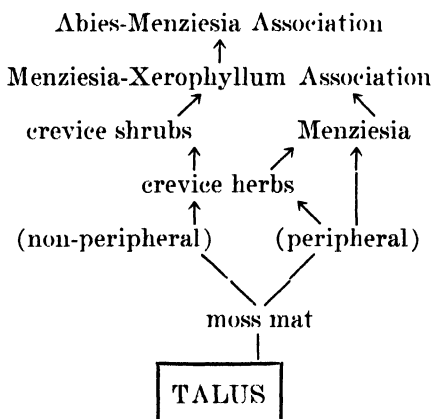 Abies-Menziesia Association
Menziesia-Xerophyllum Association
crevice shrubs Menziesia
crevice herbs
(non-peripheral) (peripheral)
moss mat
TALUS